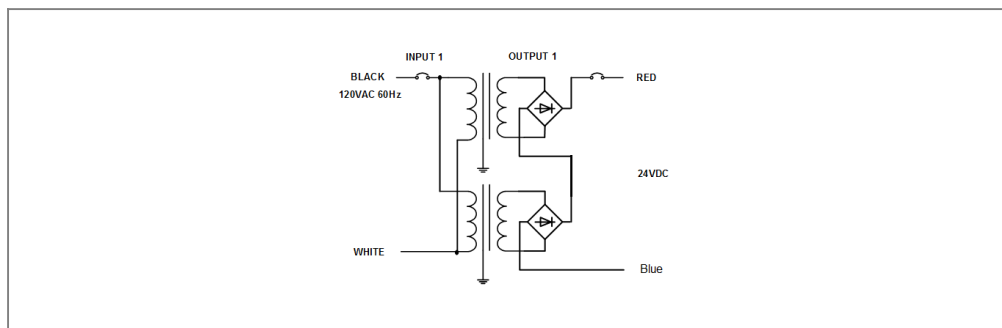 INPUT 1
OUTPUT 1
BLACK
RED
120VAC 60Hz
24VDC
WHITE
Blue